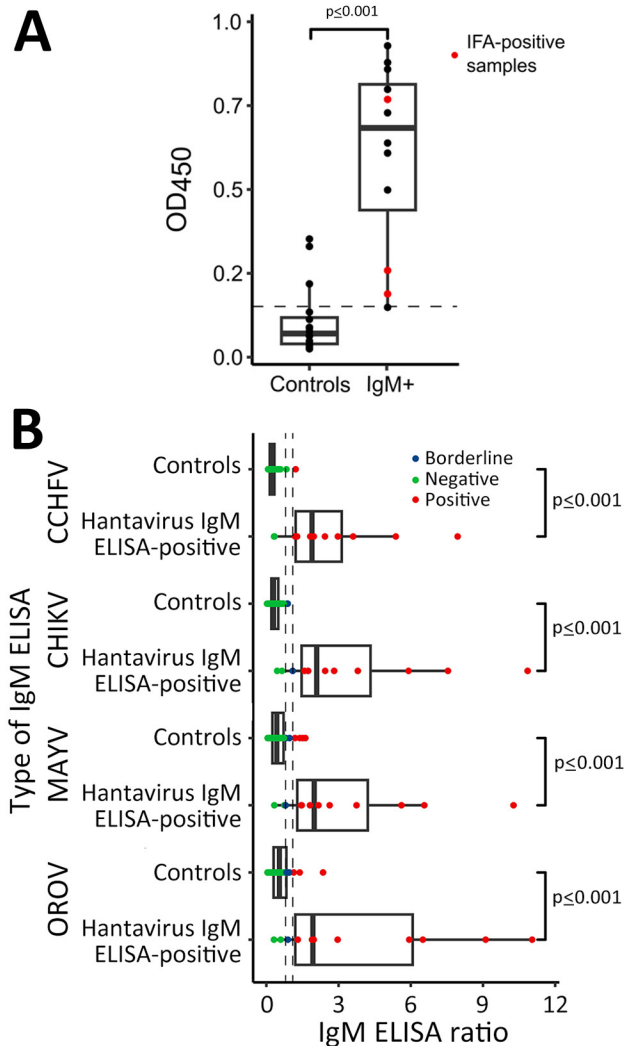 A
p≤0.001
IFA-positive
samples
1.0
0.7
0.5
0.2
0.0
OD450
Controls
IgM+
B
Borderline
Negative
Positive
Type of IgM ELISA
CCHFV
Controls
Hantavirus IgM
ELISA-positive
p≤0.001
CHIKV
Controls
Hantavirus IgM
ELISA-positive
p≤0.001
MAYV
Controls
Hantavirus IgM
ELISA-positive
p≤0.001
OROV
Controls
Hantavirus IgM
ELISA-positive
p≤0.001
0 3 6 9 12
IgM ELISA ratio